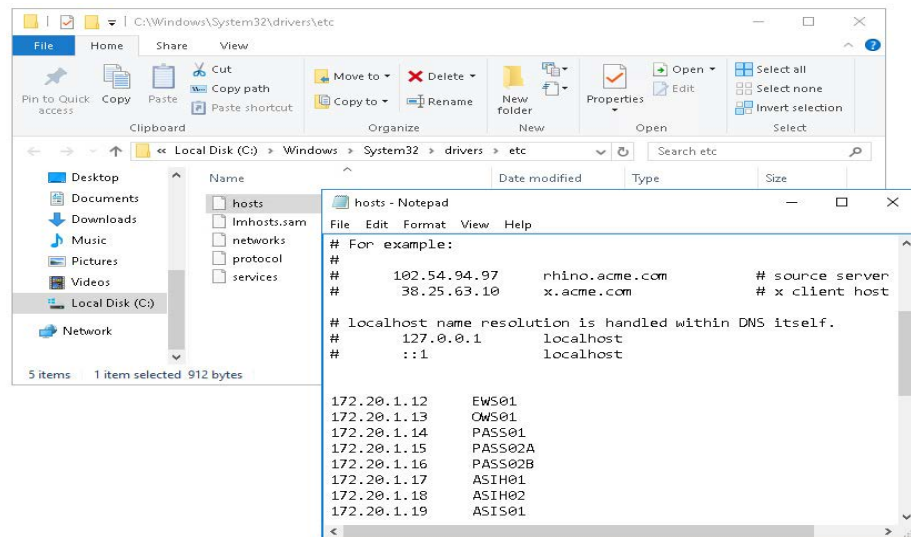 C:\Windows\System32\drivers\etc
File Home Share View
Pin to Quick access
Copy
Paste
Cut
Copy path
Paste shortcut
Clipboard
Move to
Copy to
Delete
Rename
Organize
New folder
New
Properties
Open
Edit
Open
Select all
Select none
Invert selection
Select
« Local Disk (C:) > Windows > System32 > drivers > etc
Search etc
Desktop
Documents
Downloads
Music
Pictures
Videos
Local Disk (C:)
Network
Name Date modified Type Size
hosts
lmhosts.sam
networks
protocol
services
5 items 1 item selected 912 bytes
hosts - Notepad
File Edit Format View Help
# For example:
#
# 102.54.94.97 rhino.acme.com # source server
# 38.25.63.10 x.acme.com # x client host
# localhost name resolution is handled within DNS itself.
# 127.0.0.1 localhost
# ::1 localhost
172.20.1.12 EWS01
172.20.1.13 OWS01
172.20.1.14 PASS01
172.20.1.15 PASS02A
172.20.1.16 PASS02B
172.20.1.17 ASIH01
172.20.1.18 ASIH02
172.20.1.19 ASIS01